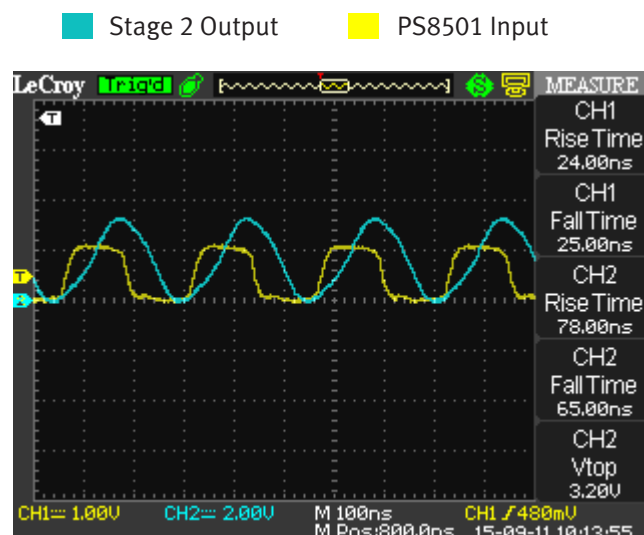 Stage 2 Output PS8501 Input
LeCroy Trig'd MEASURE
T
CH1
Rise Time
24.00ns
CH1
Fall Time
25.00ns
T
CH2
Rise Time
78.00ns
CH2
Fall Time
65.00ns
CH2
Vtop
3.20V
CH1 1.00V CH2 2.00V M 100ns CH1 480mV
M Pos:800.0ns 15-09-11 10:13:55